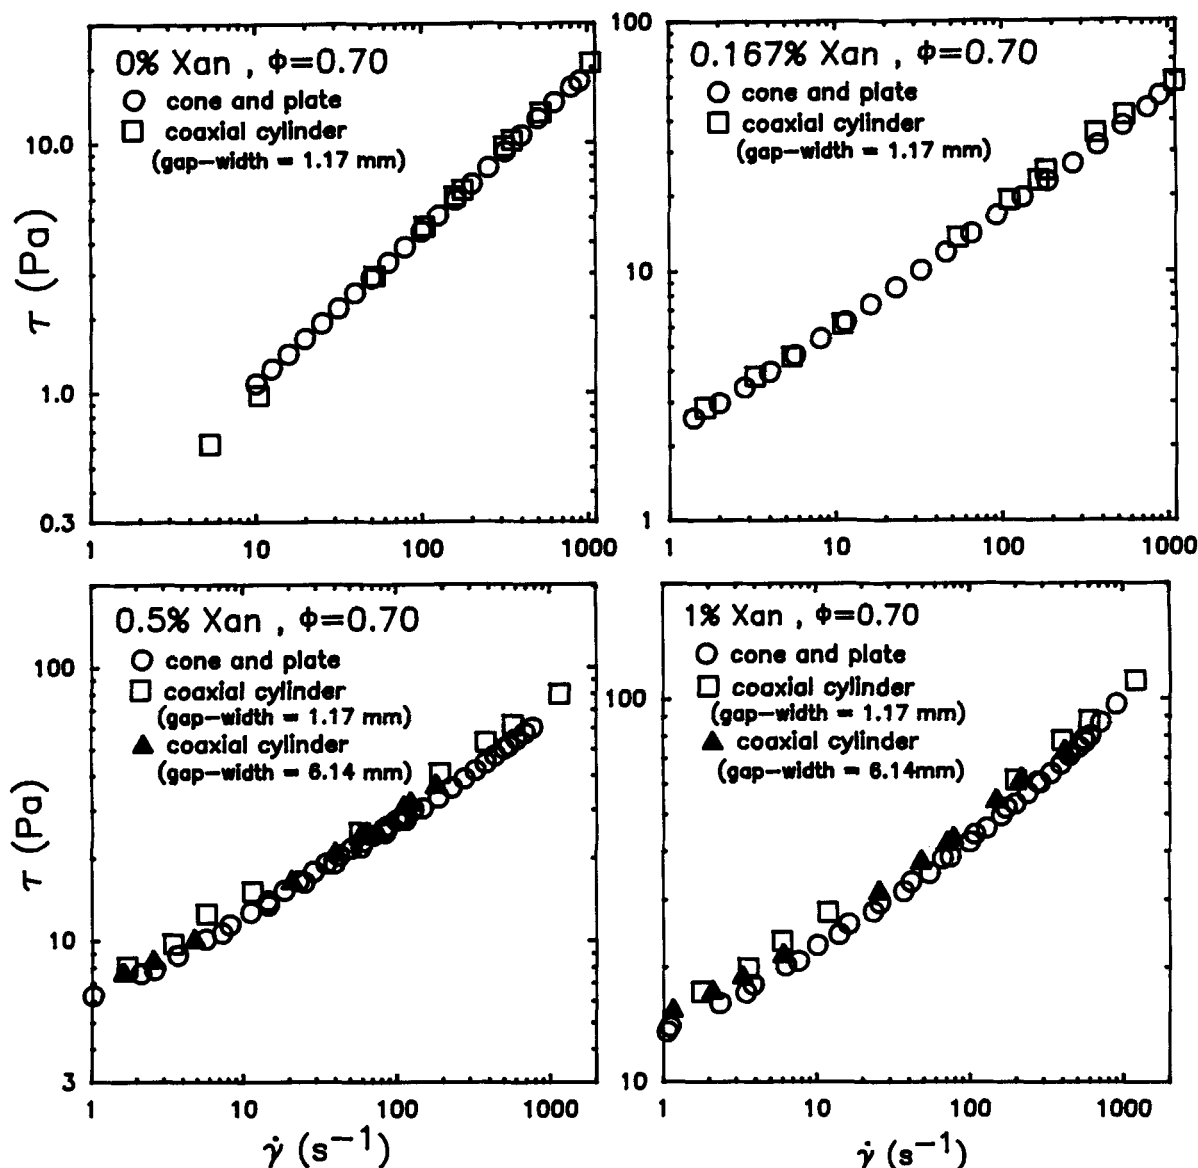 0% Xan , ϕ=0.70
cone and plate
coaxial cylinder
(gap-width = 1.17 mm)
10.0
1.0
0.3
τ (Pa)
1 10 100 1000
0.167% Xan , ϕ=0.70
cone and plate
coaxial cylinder
(gap-width = 1.17 mm)
100
10
1
1 10 100 1000
0.5% Xan , ϕ=0.70
cone and plate
coaxial cylinder
(gap-width = 1.17 mm)
coaxial cylinder
(gap-width = 6.14 mm)
100
10
3
τ (Pa)
1 10 100 1000
γ̇ (s⁻¹)
1% Xan , ϕ=0.70
cone and plate
coaxial cylinder
(gap-width = 1.17 mm)
coaxial cylinder
(gap-width = 6.14mm)
100
10
1 10 100 1000
γ̇ (s⁻¹)